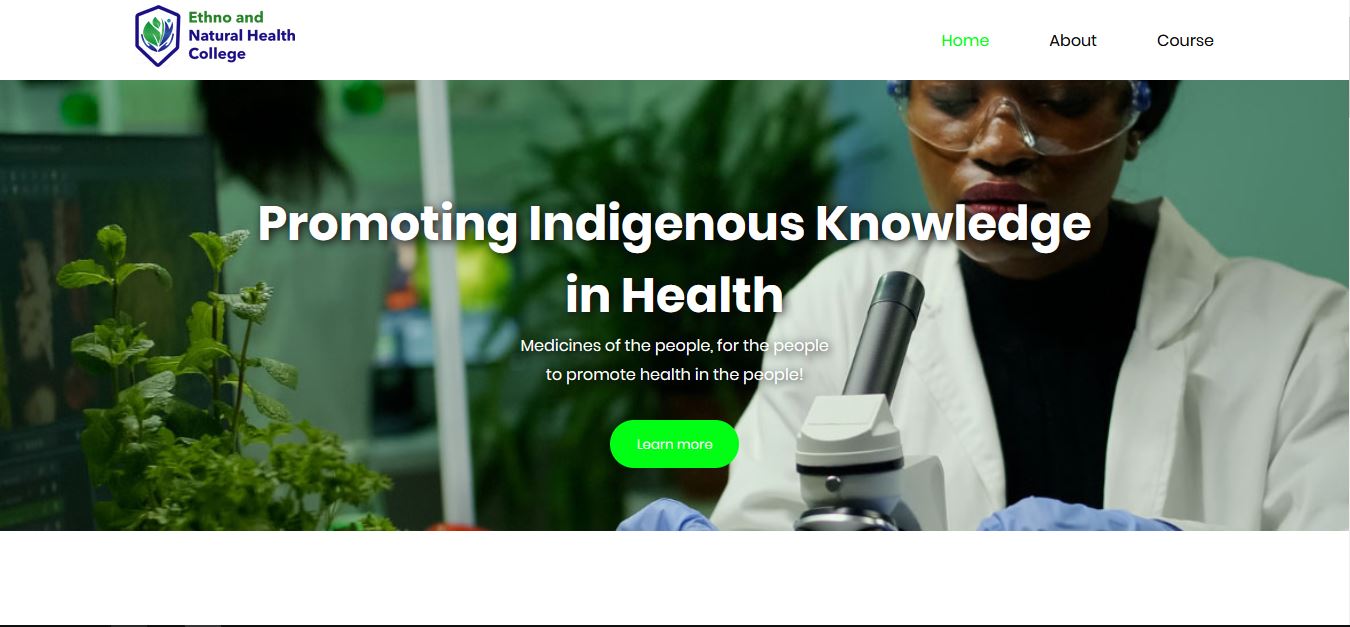 Ethno and
Natural Health
College
Home
About
Course
Promoting Indigenous Knowledge
in Health
Medicines of the people, for the people
to promote health in the people!
Learn more